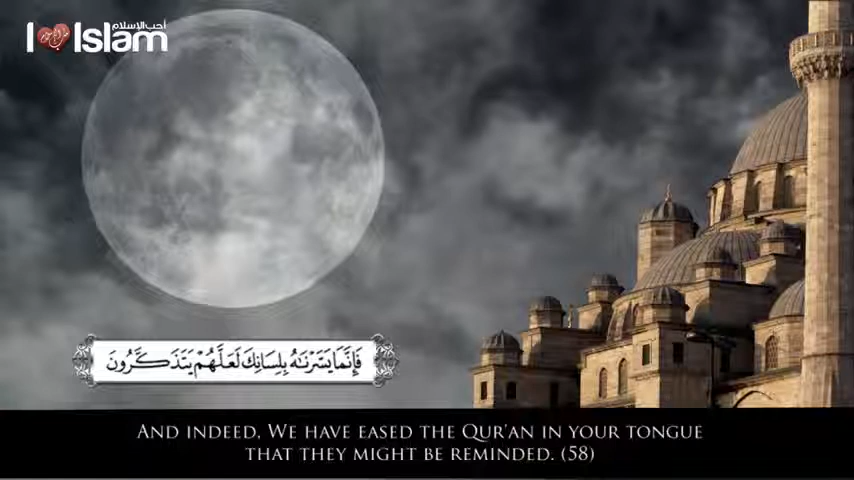 أحب الإسلام
I Islam
فَإِنَّمَا يَسَّرْنَاهُ بِلِسَانِكَ لَعَلَّهُمْ يَتَذَكَّرُونَ
AND INDEED, WE HAVE EASED THE QUR'AN IN YOUR TONGUE
THAT THEY MIGHT BE REMINDED. (58)